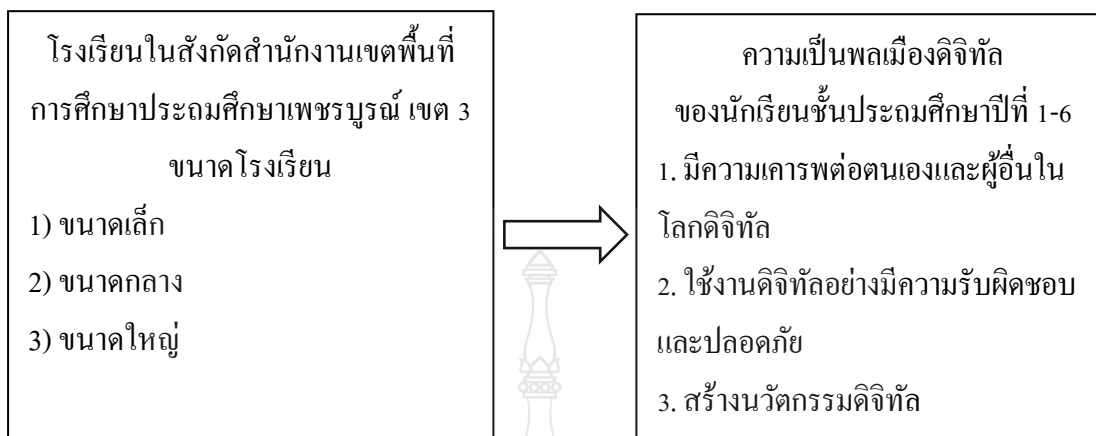 โรงเรียนในสังกัดสำนักงานเขตพื้นที่
การศึกษาประถมศึกษาเพชรบูรณ์ เขต 3
ขนาดโรงเรียน
1) ขนาดเล็ก
2) ขนาดกลาง
3) ขนาดใหญ่
ความเป็นพลเมืองดิจิทัล
ของนักเรียนชั้นประถมศึกษาปีที่ 1-6
1. มีความเคารพต่อตนเองและผู้อื่นใน
โลกดิจิทัล
2. ใช้งานดิจิทัลอย่างมีความรับผิดชอบ
และปลอดภัย
3. สร้างนวัตกรรมดิจิทัล